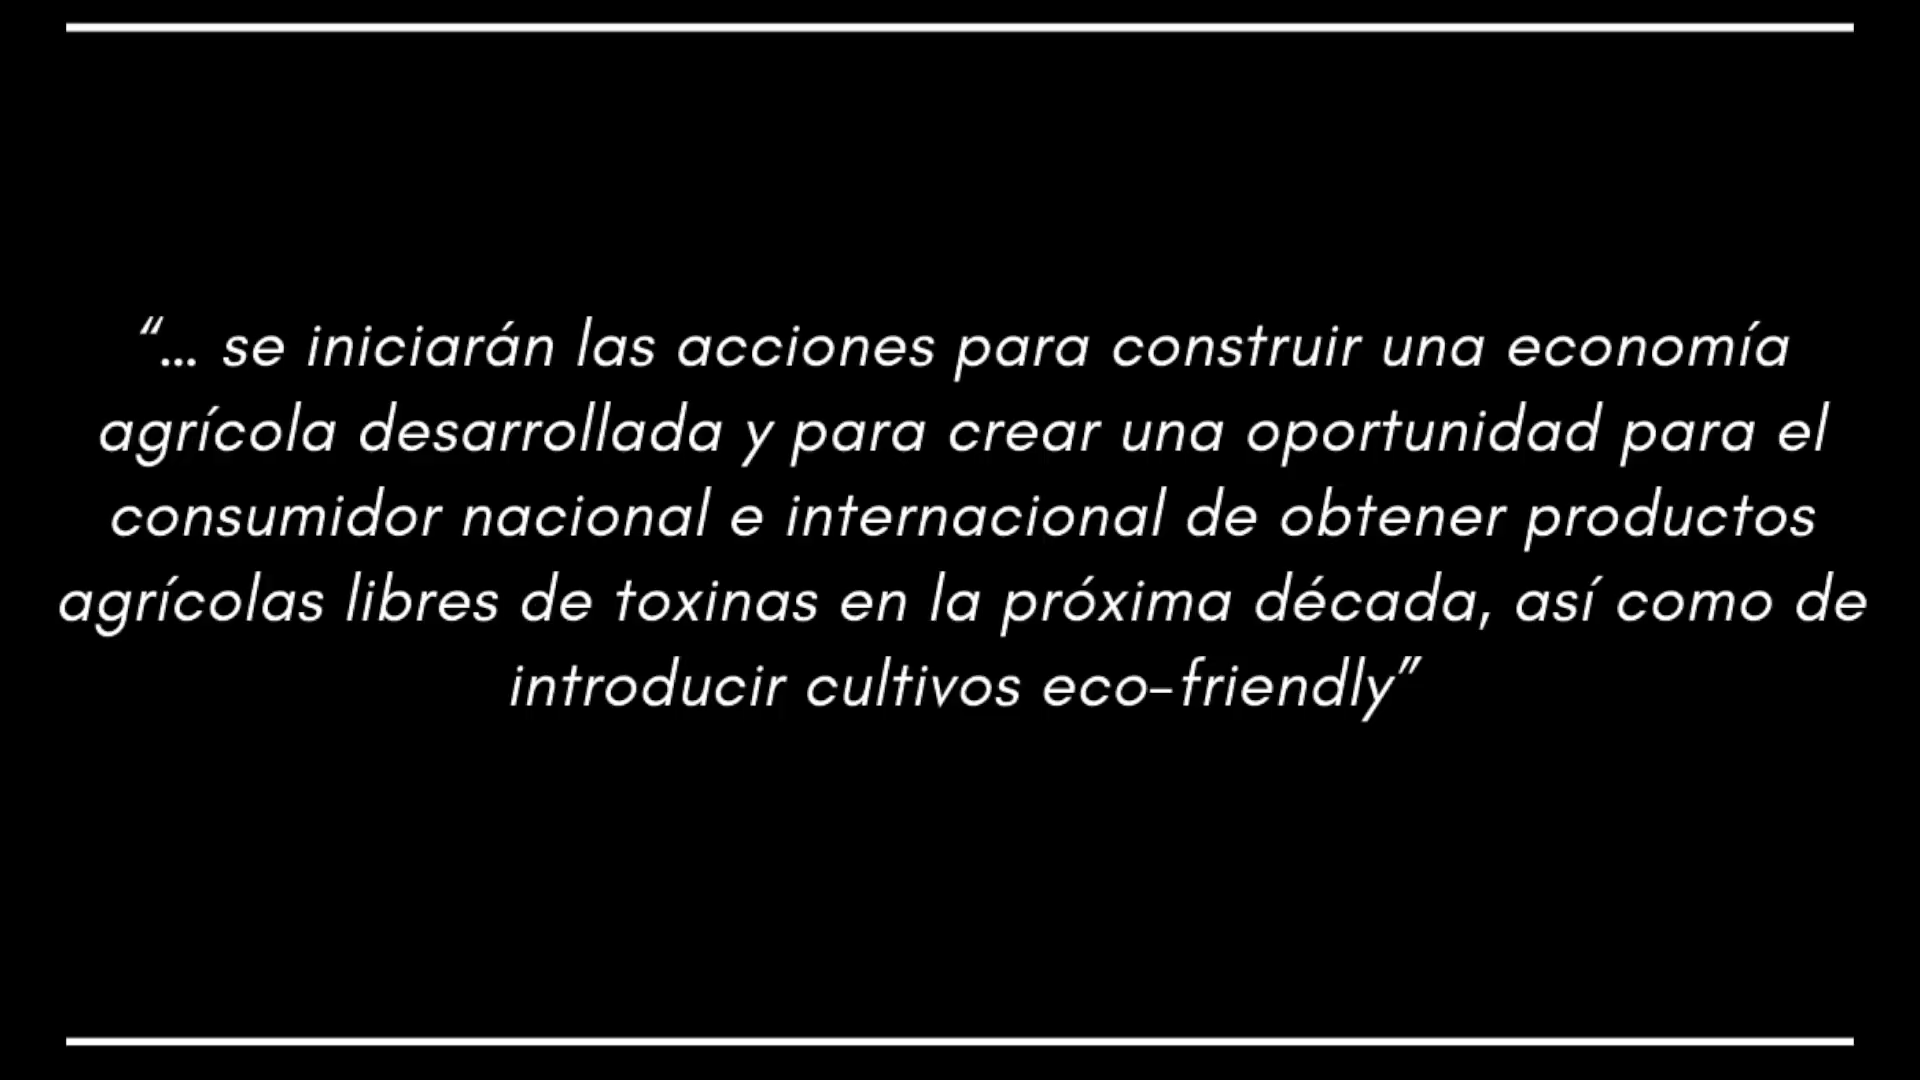 “... se iniciarán las acciones para construir una economía
agrícola desarrollada y para crear una oportunidad para el
consumidor nacional e internacional de obtener productos
agrícolas libres de toxinas en la próxima década, así como de
introducir cultivos eco-friendly”